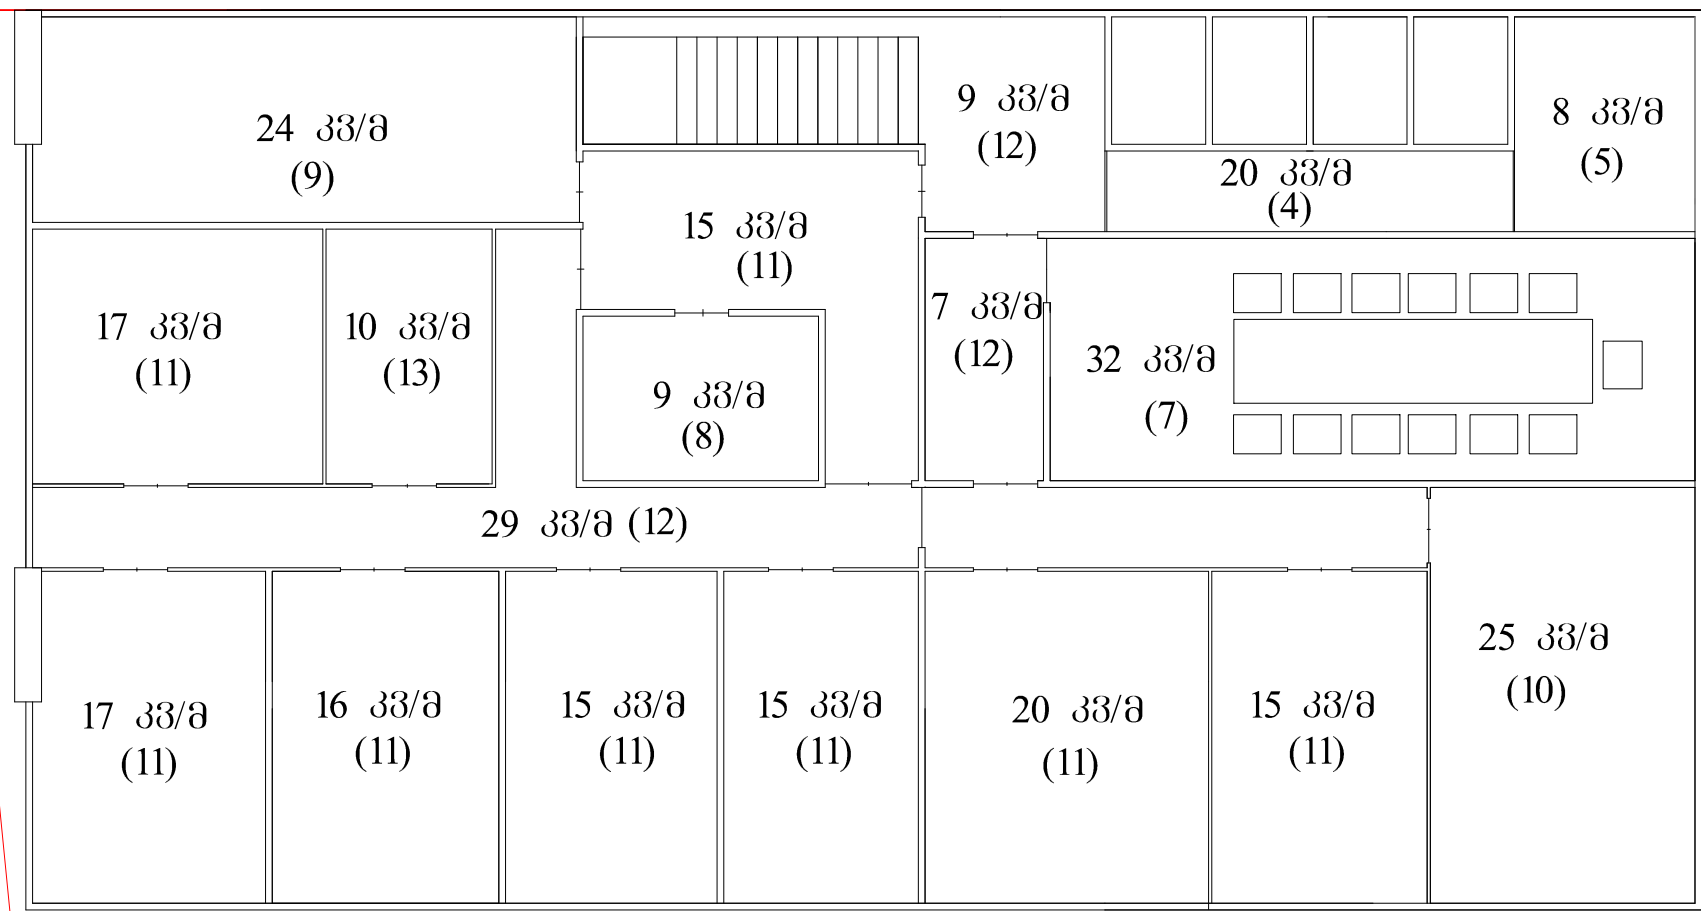 24 კვ/მ
(9)
9 კვ/მ
(12)
8 კვ/მ
(5)
20 კვ/მ
(4)
15 კვ/მ
(11)
17 კვ/მ
(11)
10 კვ/მ
(13)
9 კვ/მ
(8)
7 კვ/მ
(12)
32 კვ/მ
(7)
29 კვ/მ (12)
17 კვ/მ
(11)
16 კვ/მ
(11)
15 კვ/მ
(11)
15 კვ/მ
(11)
20 კვ/მ
(11)
15 კვ/მ
(11)
25 კვ/მ
(10)